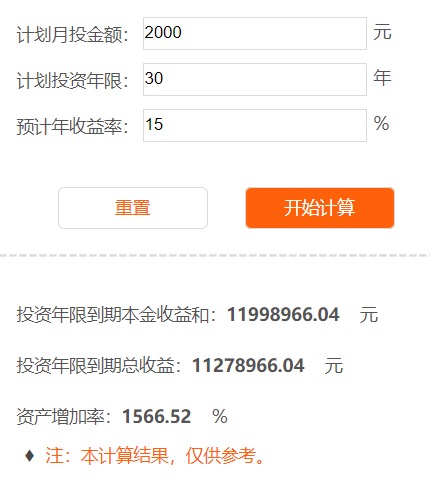 计划月投金额： 2000 元
计划投资年限： 30 年
预计年收益率： 15 %
重置 开始计算
投资年限到期本金收益和：11998966.04 元
投资年限到期总收益：11278966.04 元
资产增加率：1566.52 %
♦ 注：本计算结果，仅供参考。